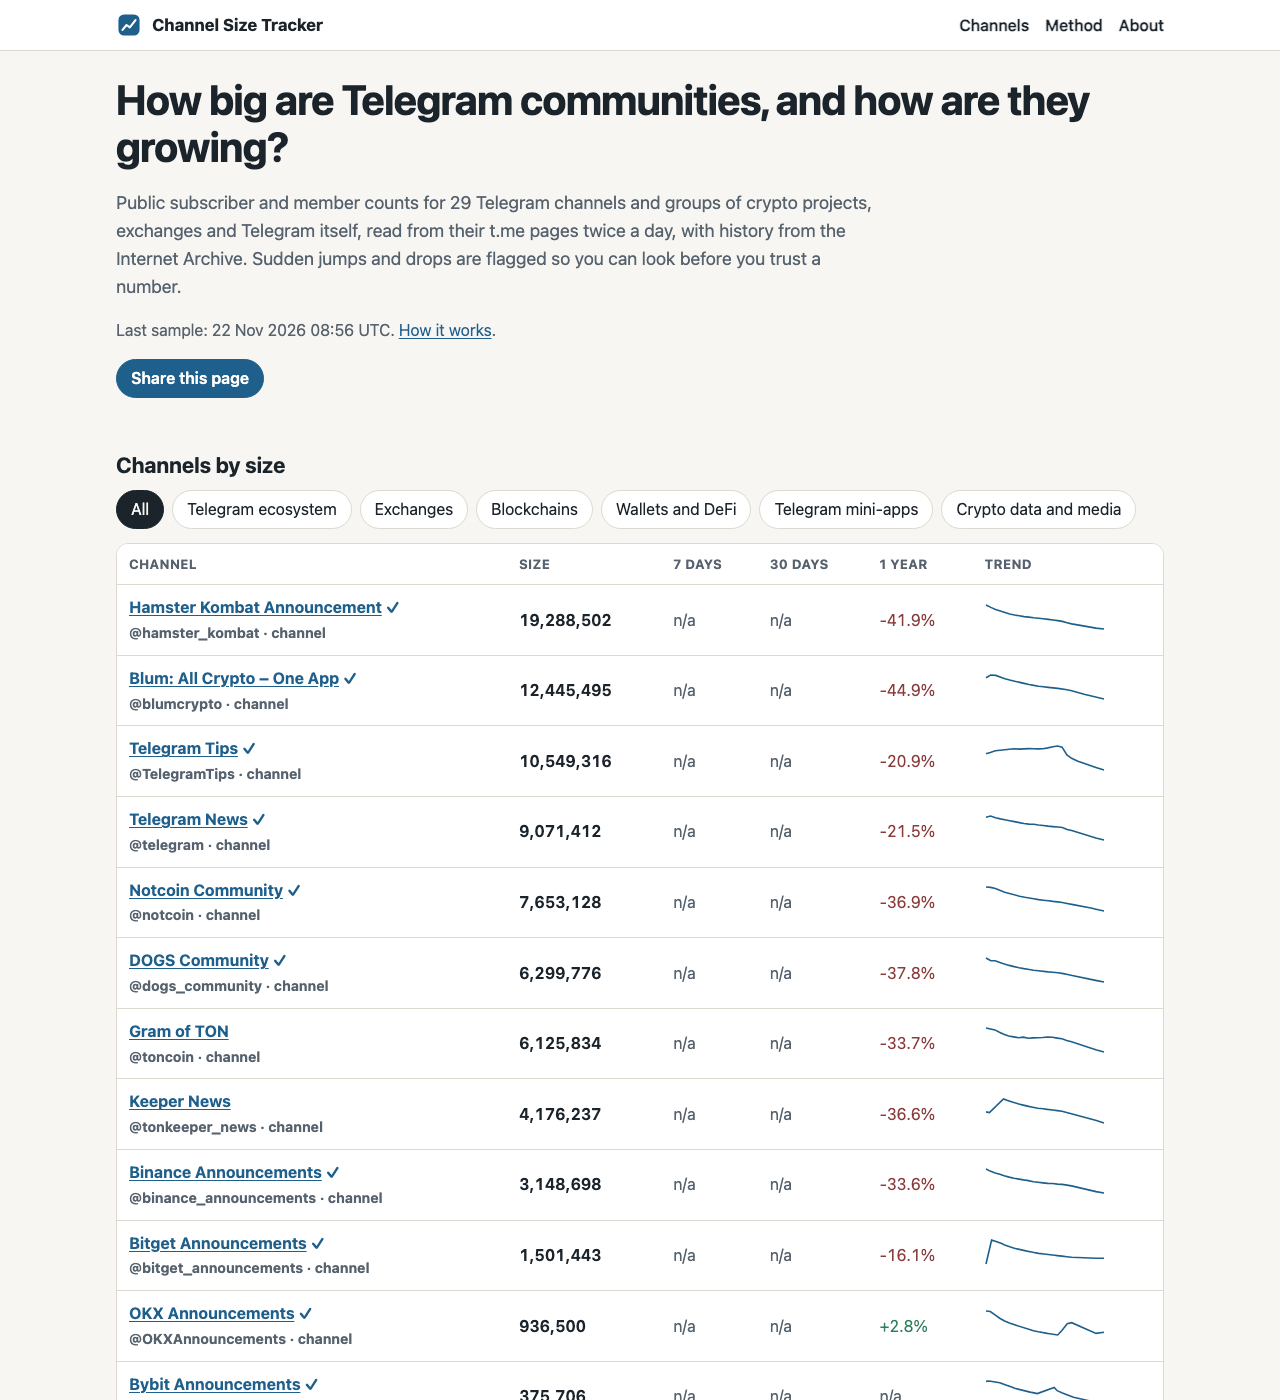 Channel Size Tracker
Channels Method About
How big are Telegram communities, and how are they
growing?
Public subscriber and member counts for 29 Telegram channels and groups of crypto projects,
exchanges and Telegram itself, read from their t.me pages twice a day, with history from the
Internet Archive. Sudden jumps and drops are flagged so you can look before you trust a
number.
Last sample: 22 Nov 2026 08:56 UTC. How it works.
Share this page
Channels by size
All Telegram ecosystem Exchanges Blockchains Wallets and DeFi Telegram mini-apps Crypto data and media
CHANNEL SIZE 7 DAYS 30 DAYS 1 YEAR TREND
Hamster Kombat Announcement ✓
@hamster_kombat · channel
19,288,502 n/a n/a -41.9%
Blum: All Crypto – One App ✓
@blumcrypto · channel
12,445,495 n/a n/a -44.9%
Telegram Tips ✓
@TelegramTips · channel
10,549,316 n/a n/a -20.9%
Telegram News ✓
@telegram · channel
9,071,412 n/a n/a -21.5%
Notcoin Community ✓
@notcoin · channel
7,653,128 n/a n/a -36.9%
DOGS Community ✓
@dogs_community · channel
6,299,776 n/a n/a -37.8%
Gram of TON
@toncoin · channel
6,125,834 n/a n/a -33.7%
Keeper News
@tonkeeper_news · channel
4,176,237 n/a n/a -36.6%
Binance Announcements ✓
@binance_announcements · channel
3,148,698 n/a n/a -33.6%
Bitget Announcements ✓
@bitget_announcements · channel
1,501,443 n/a n/a -16.1%
OKX Announcements ✓
@OKXAnnouncements · channel
936,500 n/a n/a +2.8%
Bybit Announcements ✓
375,706 n/a n/a n/a